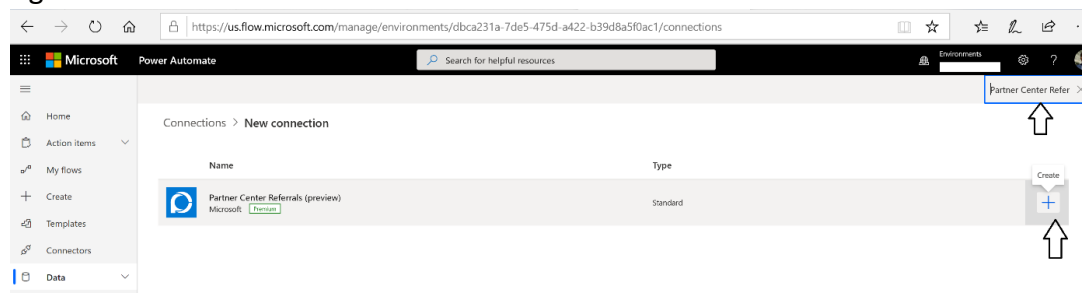 https://us.flow.microsoft.com/manage/environments/dbca231a-7de5-475d-a422-b39d8a5f0ac1/connections
Microsoft Power Automate Search for helpful resources Environments ?
Partner Center Refer
Home
Connections > New connection
Action items
Name Type
My flows
Create
Partner Center Referrals (preview)
Microsoft Premium
Standard
Create
Templates
Connectors
Data